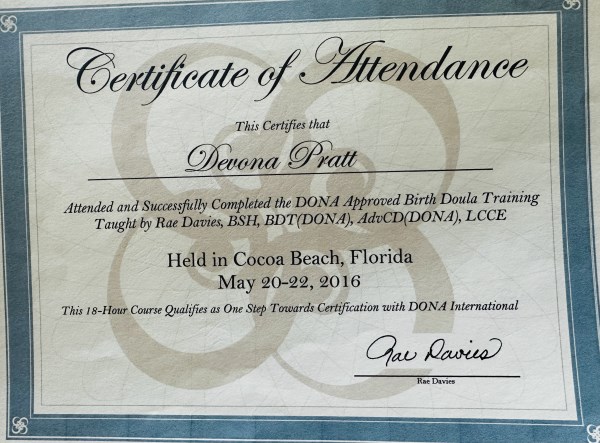 Certificate of Attendance
This Certifies that
Devona Pratt
Attended and Successfully Completed the DONA Approved Birth Doula Training
Taught by Rae Davies, BSH, BDT(DONA), AdvCD(DONA), LCCE
Held in Cocoa Beach, Florida
May 20-22, 2016
This 18-Hour Course Qualifies as One Step Towards Certification with DONA International
Rae Davies
Rae Davies